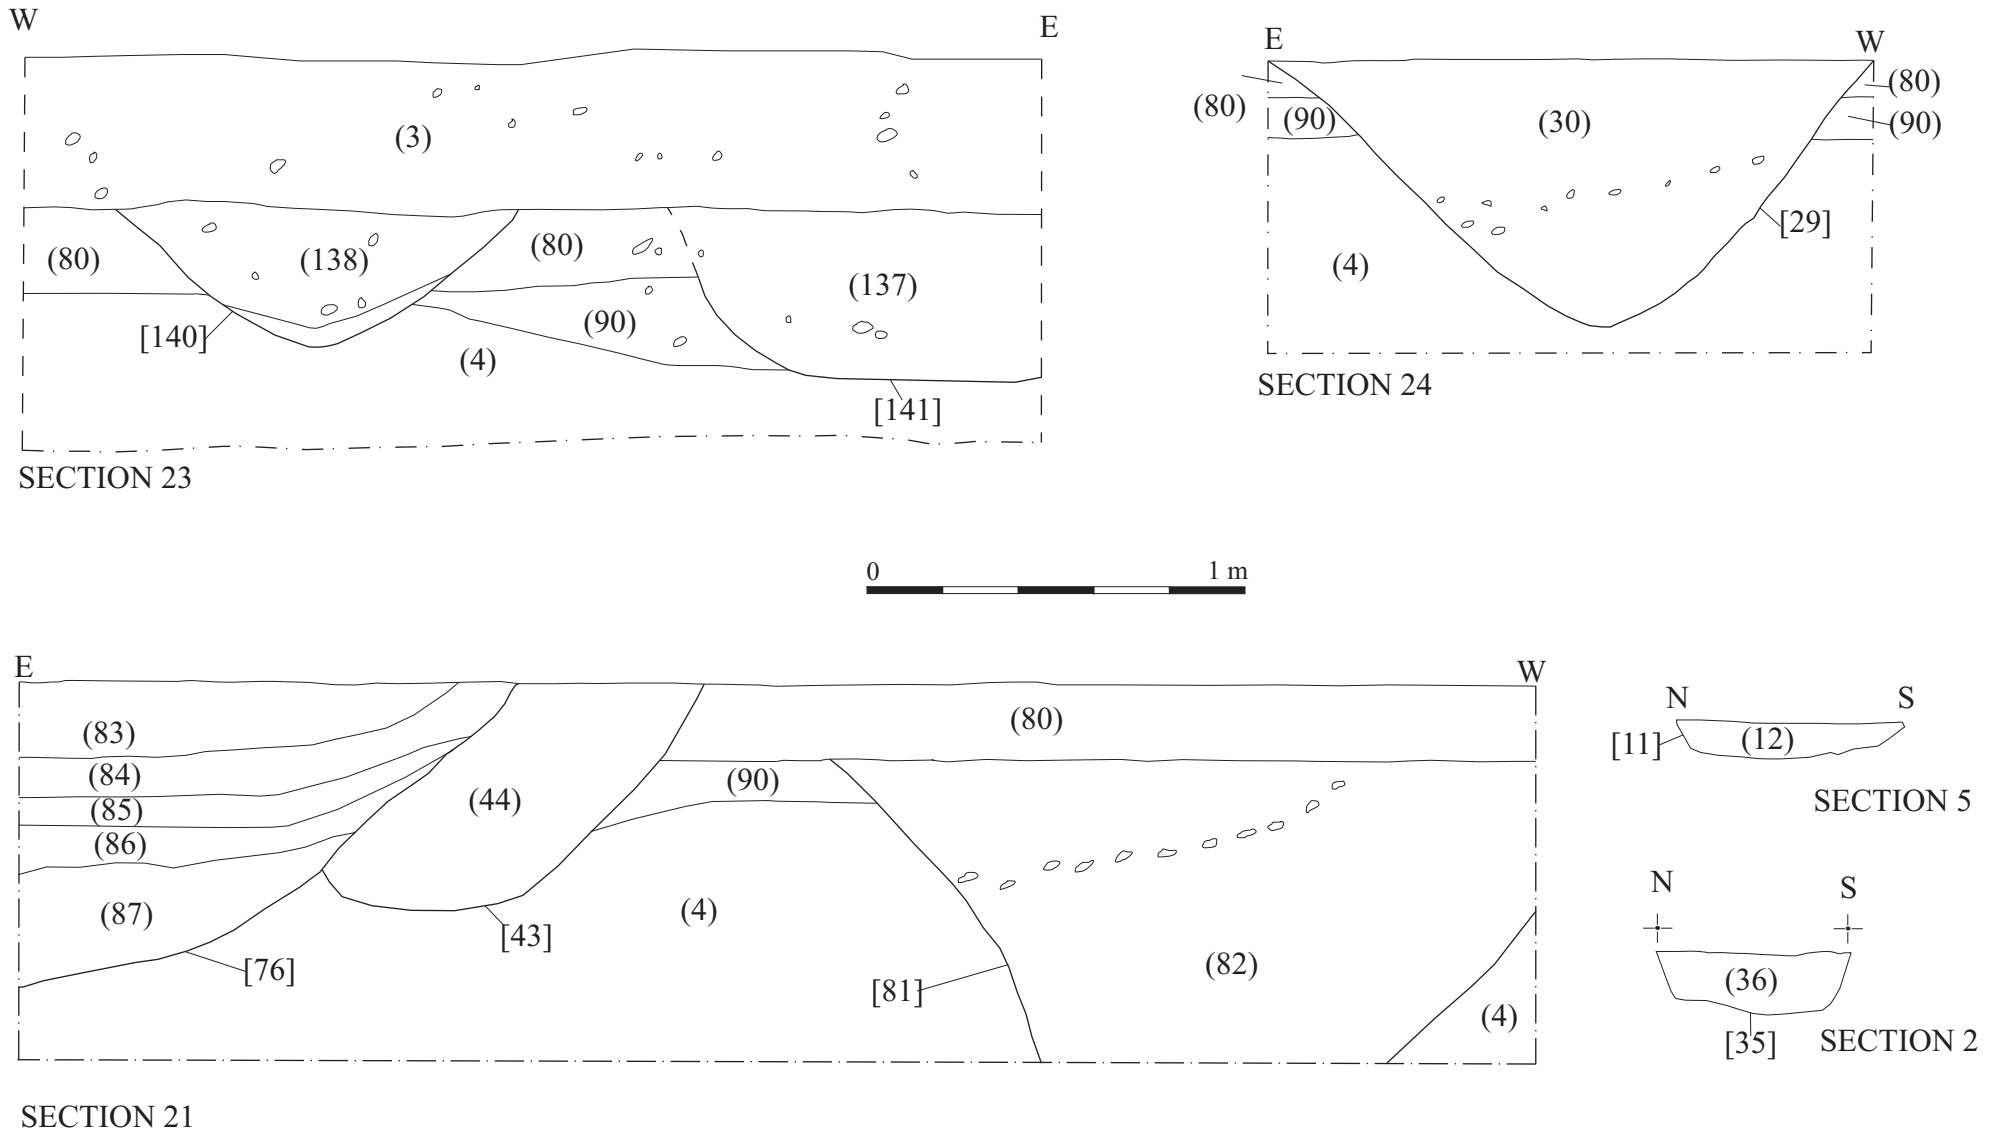 W
E
(3)
(80)
(138)
(80)
(137)
(90)
[140]
(4)
[141]
SECTION 23
E
W
(80)
(80)
(90)
(30)
(90)
[29]
(4)
SECTION 24
0 1 m
E
W
(83)
(80)
(84)
(90)
(44)
(85)
(86)
(87)
(4)
[43]
[76]
[81]
(82)
(4)
SECTION 21
N S
[11] (12)
SECTION 5
N S
(36)
[35]
SECTION 2